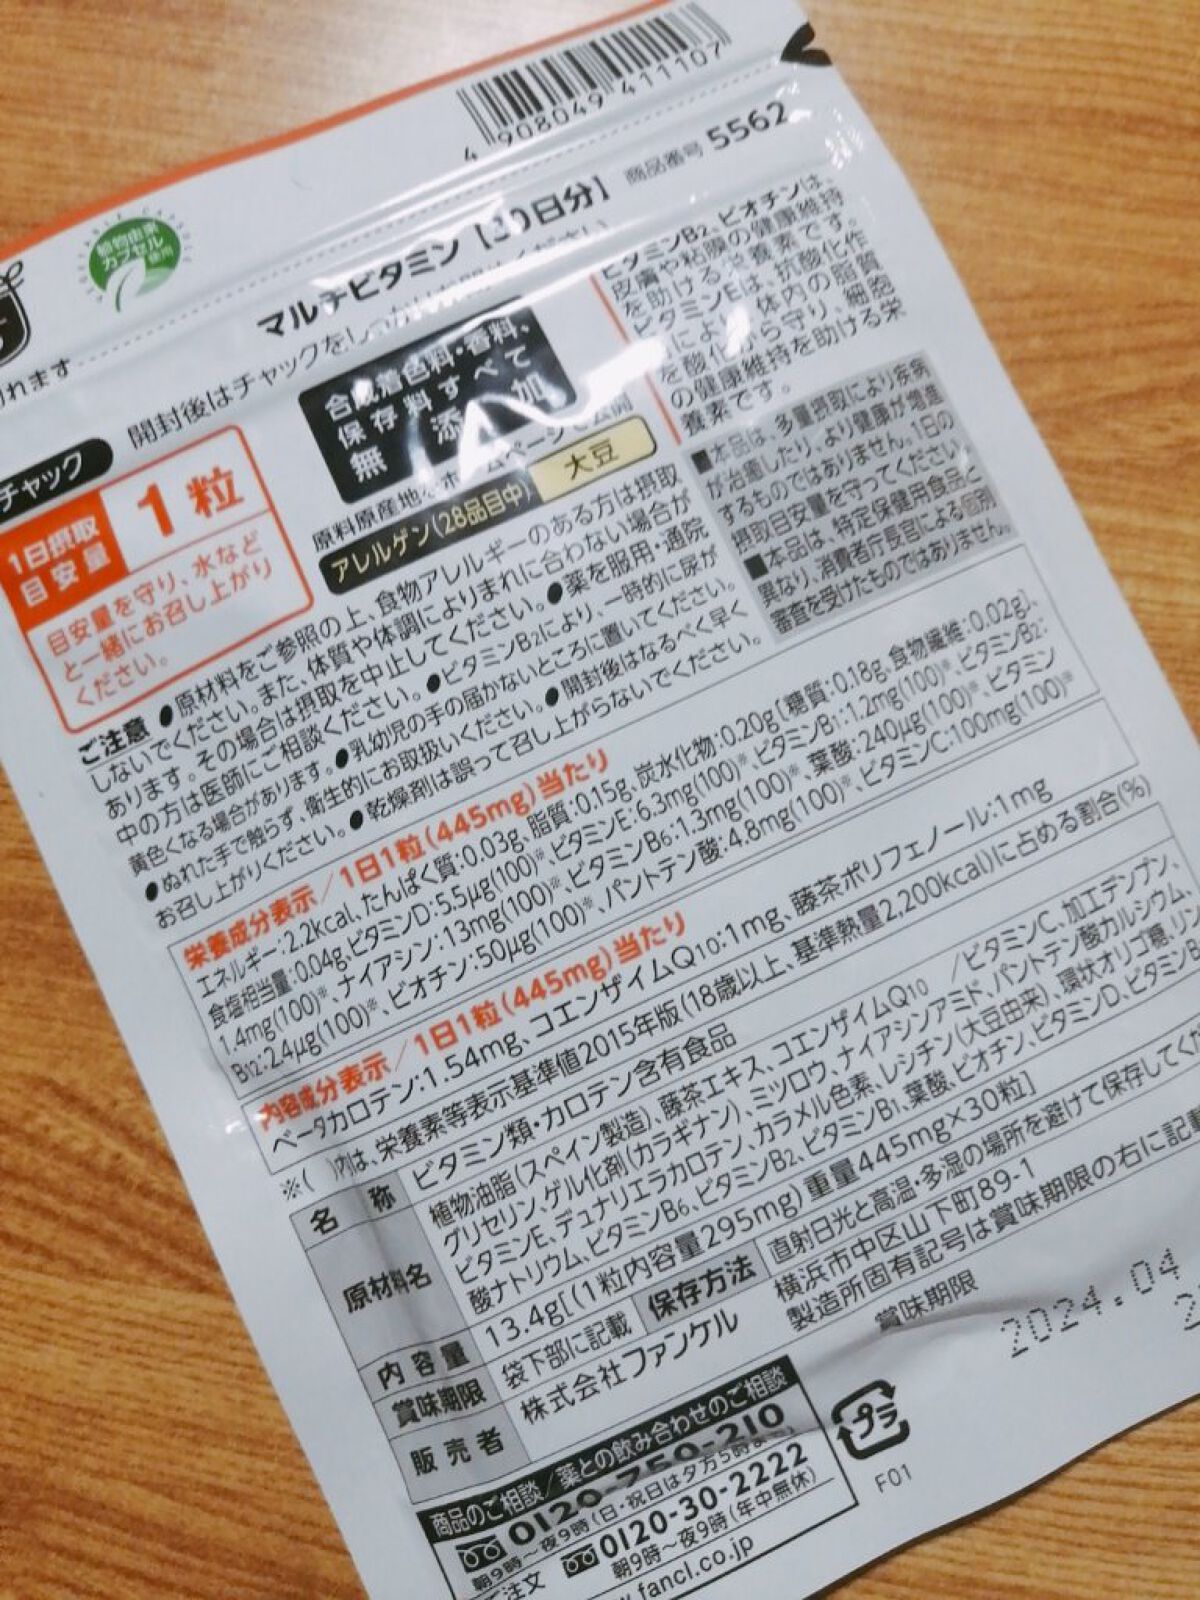 4 908049 411107
商品番号 5562
植物由来
カプセル
使用
マルチビタミン【30日分】
チャック
開封後はチャックを
1日摂取
目安量
1粒
目安量を守り、水など
と一緒にお召し上がり
ください。
合成着色料・香料・
保存料すべて
無添加
アレルゲン(28品目中)
大豆
ビタミンB2、ビオチンは、
皮膚や粘膜の健康維持
を助ける栄養素です。
ビタミンEは、抗酸化作
用により、体内の脂質
を酸化から守り、細胞
の健康維持を助ける栄
養素です。
■本品は、多量摂取により疾病
が治癒したり、より健康が増進
するものではありません。1日の
摂取目安量を守ってください。
■本品は、特定保健用食品と
異なり、消費者庁長官による個別
審査を受けたものではありません。
ご注意 ●原材料をご参照の上、食物アレルギーのある方は摂取
しないでください。また、体質や体調によりまれに合わない場合が
あります。その場合は摂取を中止してください。●薬を服用・通院
中の方は医師にご相談ください。●ビタミンB2により、一時的に尿が
黄色くなる場合があります。●乳幼児の手の届かないところに置いてください。
●ぬれた手で触らず、衛生的にお取扱いください。●開封後はなるべく早く
お召し上がりください。●乾燥剤は誤って召し上がらないでください。
栄養成分表示/1日1粒(445mg)当たり
エネルギー:2.2kcal、たんぱく質:0.03g、脂質:0.15g、炭水化物:0.20g[糖質:0.18g、食物繊維:0.02g]、
食塩相当量:0.04g、ビタミンD:5.5μg(100)※、ビタミンE:6.3mg(100)※、ビタミンB1:1.2mg(100)※、ビタミンB2:
1.4mg(100)※、ナイアシン:13mg(100)※、ビタミンB6:1.3mg(100)※、葉酸:240μg(100)※、ビタミン
B12:2.4μg(100)※、ビオチン:50μg(100)※、パントテン酸:4.8mg(100)※、ビタミンC:100mg(100)※
内容成分表示/1日1粒(445mg)当たり
ベータカロテン:1.54mg、コエンザイムQ10:1mg、藤茶ポリフェノール:1mg
※( )内は、栄養素等表示基準値2015年版(18歳以上、基準熱量2,200kcal)に占める割合(%)
名称 ビタミン類・カロテン含有食品
原材料名 植物油脂(スペイン製造)、藤茶エキス、コエンザイムQ10/ビタミンC、加工デンプン、
グリセリン、ゲル化剤(カラギナン)、ミツロウ、ナイアシンアミド、パントテン酸カルシウム、
ビタミンE、デュナリエラカロテン、カラメル色素、レシチン(大豆由来)、環状オリゴ糖、リン
酸ナトリウム、ビタミンB6、ビタミンB2、ビタミンB1、葉酸、ビオチン、ビタミンD、ビタミンB
内容量 13.4g[(1粒内容量295mg)重量445mg×30粒]
賞味期限 袋下部に記載 保存方法 直射日光と高温・多湿の場所を避けて保存してくだ
販売者 株式会社ファンケル 横浜市中区山下町89-1
製造所固有記号は賞味期限の右に記載
賞味期限
2024.04
商品のご相談/薬との飲み合わせのご相談
0120-750-210
朝9時～夜9時(日・祝日は夕方5時まで)
ご注文 0120-30-2222
朝9時～夜9時(年中無休)
www.fancl.co.jp
プラ
F01